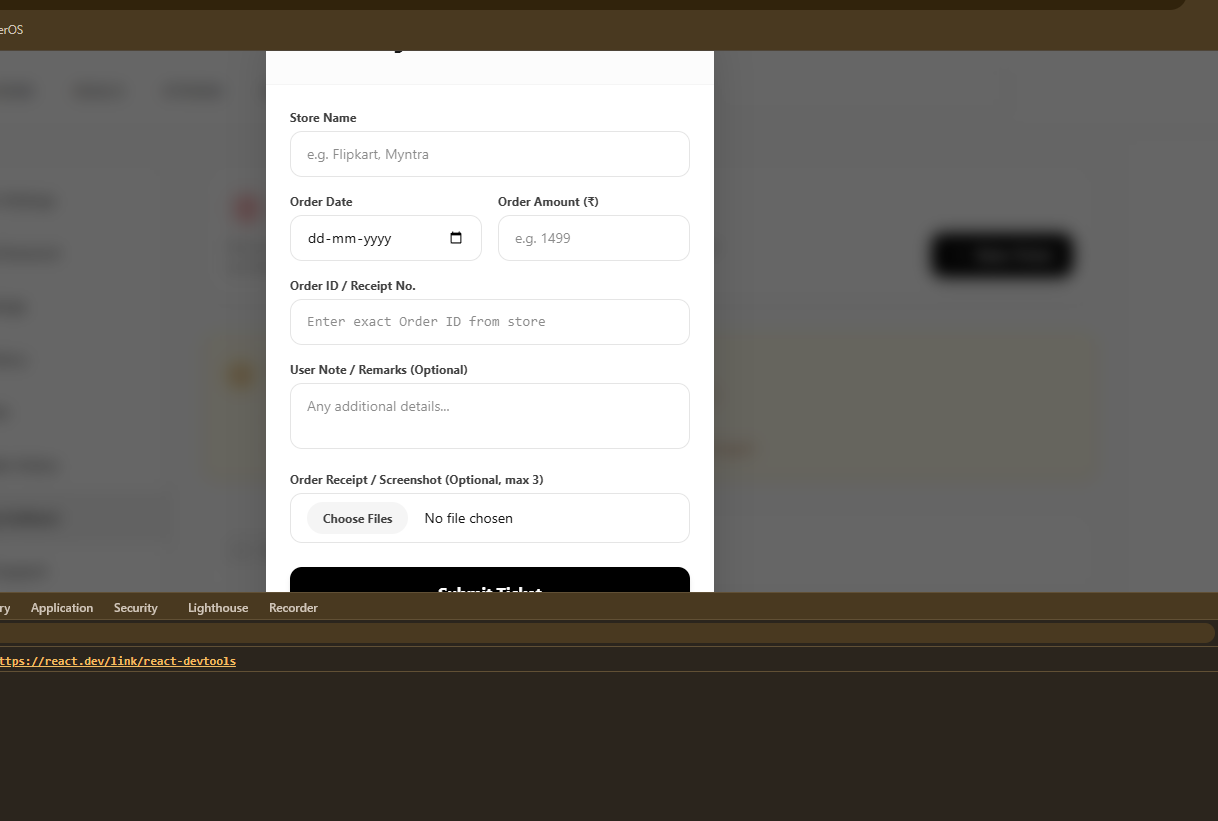 erOS
Store Name
e.g. Flipkart, Myntra
Order Date
Order Amount (₹)
dd-mm-yyyy
e.g. 1499
Order ID / Receipt No.
Enter exact Order ID from store
User Note / Remarks (Optional)
Any additional details...
Order Receipt / Screenshot (Optional, max 3)
Choose Files No file chosen
Submit Ticket
ry Application Security Lighthouse Recorder
ttps://react.dev/link/react-devtools